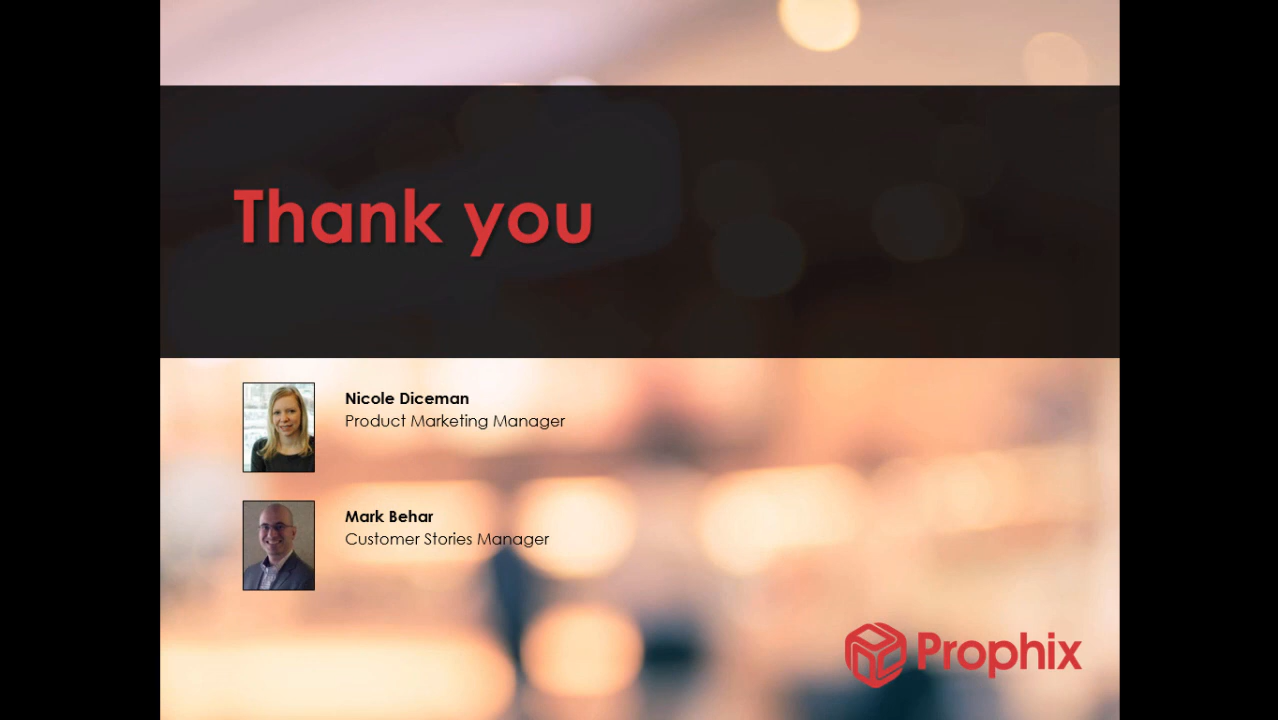 Thank you
Nicole Diceman
Product Marketing Manager
Mark Behar
Customer Stories Manager
Prophix